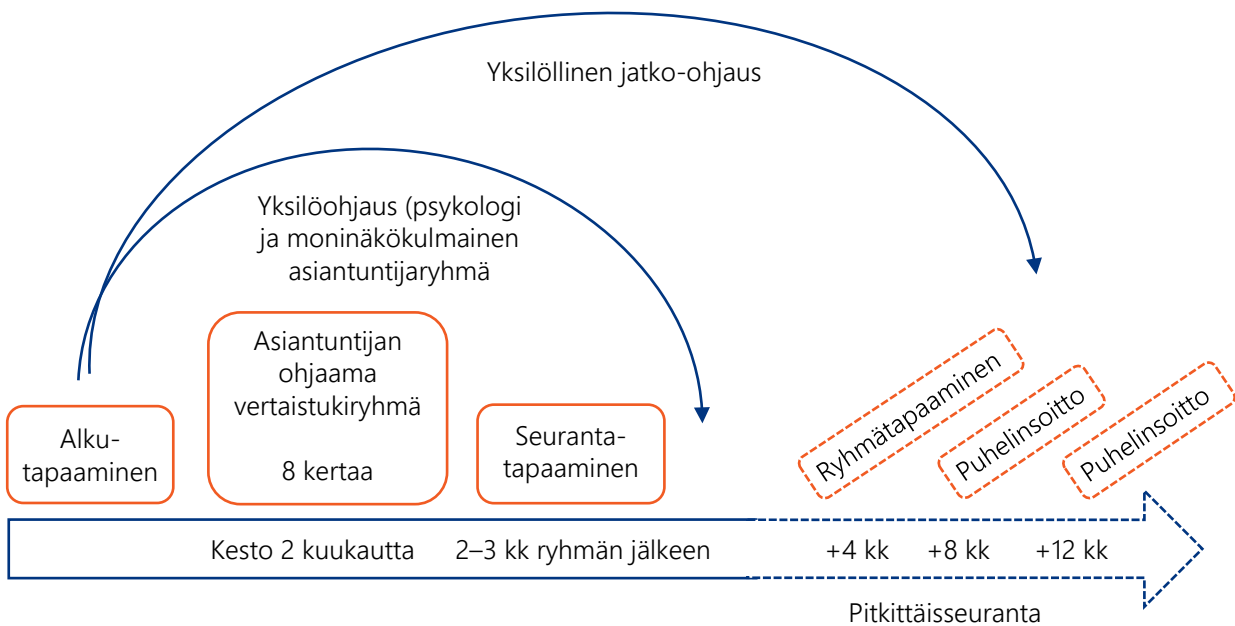 Yksilöllinen jatko-ohjaus
Yksilöohjaus (psykologi
ja moninäkökulmainen
asiantuntijaryhmä
Alku-
tapaaminen
Asiantuntijan
ohjaama
vertaistukiryhmä
8 kertaa
Seuranta-
tapaaminen
Ryhmätapaaminen
Puhelinsoitto
Puhelinsoitto
Kesto 2 kuukautta
2–3 kk ryhmän jälkeen
+4 kk
+8 kk
+12 kk
Pitkittäisseuranta